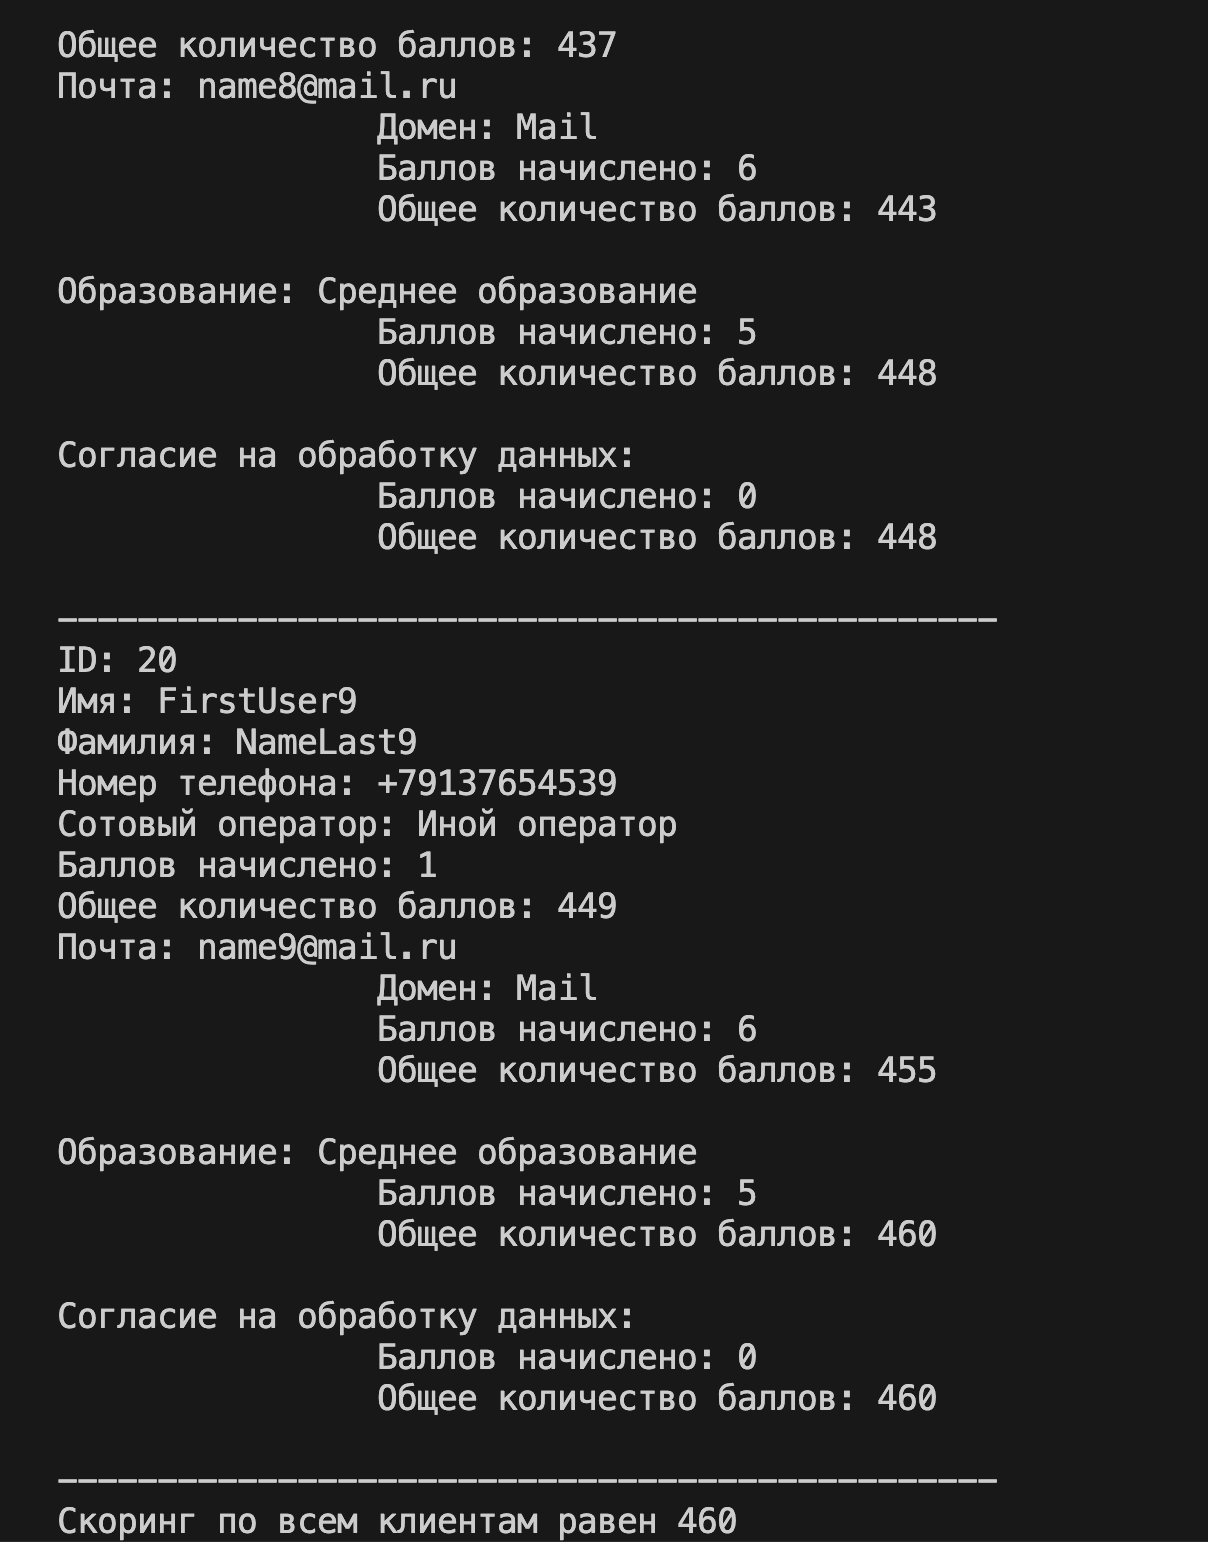 Общее количество баллов: 437
Почта: name8@mail.ru
Домен: Mail
Баллов начислено: 6
Общее количество баллов: 443
Образование: Среднее образование
Баллов начислено: 5
Общее количество баллов: 448
Согласие на обработку данных:
Баллов начислено: 0
Общее количество баллов: 448
-----------------------------------------------
ID: 20
Имя: FirstUser9
Фамилия: NameLast9
Номер телефона: +79137654539
Сотовый оператор: Иной оператор
Баллов начислено: 1
Общее количество баллов: 449
Почта: name9@mail.ru
Домен: Mail
Баллов начислено: 6
Общее количество баллов: 455
Образование: Среднее образование
Баллов начислено: 5
Общее количество баллов: 460
Согласие на обработку данных:
Баллов начислено: 0
Общее количество баллов: 460
-----------------------------------------------
Скоринг по всем клиентам равен 460